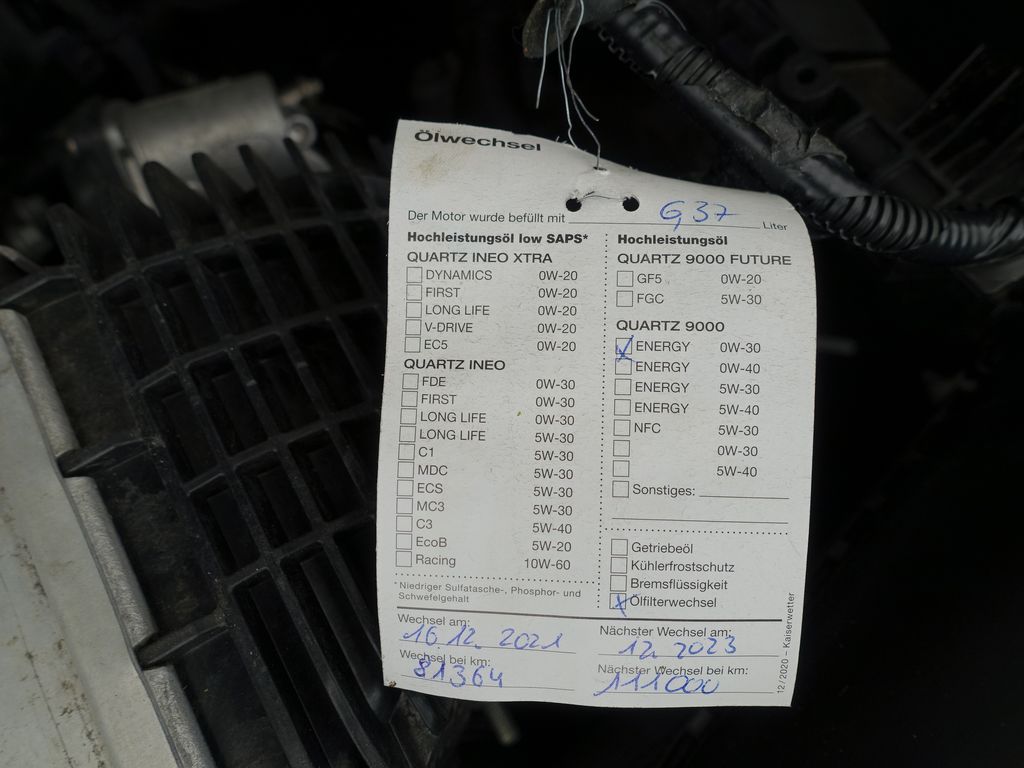 Ölwechsel
Der Motor wurde befüllt mit 6,37 Liter
Hochleistungsöl low SAPS*
QUARTZ INEO XTRA
DYNAMICS 0W-20
FIRST 0W-20
LONG LIFE 0W-20
V-DRIVE 0W-20
EC5 0W-20
QUARTZ INEO
FDE 0W-30
FIRST 0W-30
LONG LIFE 0W-30
LONG LIFE 5W-30
C1 5W-30
MDC 5W-30
ECS 5W-30
MC3 5W-30
C3 5W-40
EcoB 5W-20
Racing 10W-60
* Niedriger Sulfatasche-, Phosphor- und
Schwefelgehalt
Hochleistungsöl
QUARTZ 9000 FUTURE
GF5 0W-20
FGC 5W-30
QUARTZ 9000
ENERGY 0W-30
ENERGY 0W-40
ENERGY 5W-30
ENERGY 5W-40
NFC 5W-30
0W-30
5W-40
Sonstiges:
Getriebeöl
Kühlerfrostschutz
Bremsflüssigkeit
Ölfilterwechsel
Wechsel am: 16.12.2021
Nächster Wechsel am: 12.2023
Wechsel bei km: 81364
Nächster Wechsel bei km: 111000
12/2020 – Kaiserwetter